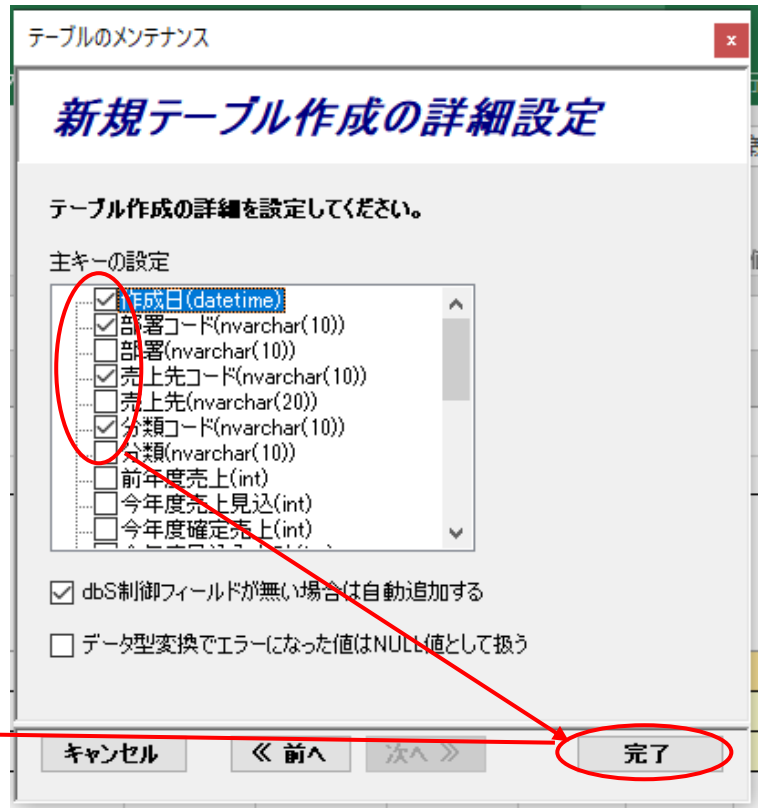 テーブルのメンテナンス
x
新規テーブル作成の詳細設定
テーブル作成の詳細を設定してください。
主キーの設定
作成日(datetime)
部署コード(nvarchar(10))
部署(nvarchar(10))
売上先コード(nvarchar(10))
売上先(nvarchar(20))
分類コード(nvarchar(10))
分類(nvarchar(10))
前年度売上(int)
今年度売上見込(int)
今年度確定売上(int)
dbS制御フィールドが無い場合は自動追加する
データ型変換でエラーになった値はNULL値として扱う
キャンセル
≪ 前へ
次へ ≫
完了